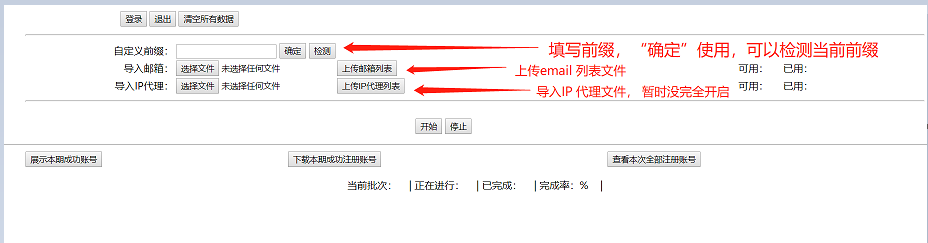 登录 退出 清空所有数据
自定义前缀： 确定 检测 填写前缀，“确定”使用，可以检测当前前缀
导入邮箱： 选择文件 未选择任何文件 上传邮箱列表 上传email 列表文件 可用： 已用：
导入IP代理： 选择文件 未选择任何文件 上传IP代理列表 导入IP 代理文件， 暂时没完全开启 可用： 已用：
开始 停止
展示本期成功账号 下载本期成功注册账号 查看本次全部注册账号
当前批次： | 正在进行： | 已完成： | 完成率：% |